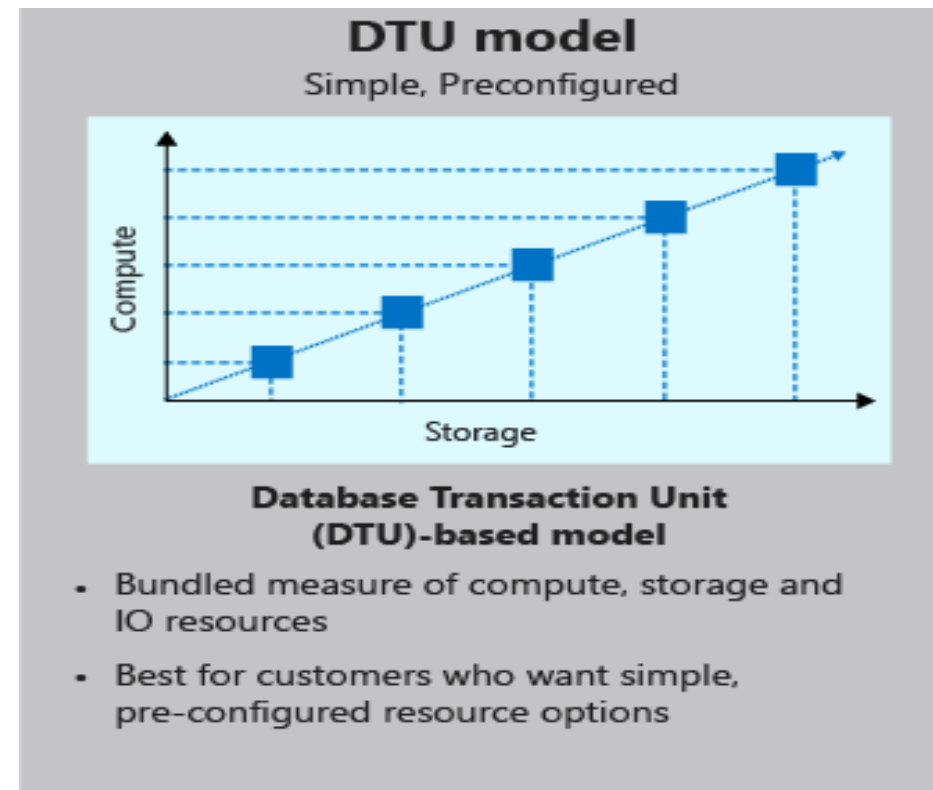 DTU model
Simple, Preconfigured
Compute
Storage
Database Transaction Unit
(DTU)-based model
• Bundled measure of compute, storage and
IO resources
• Best for customers who want simple,
pre-configured resource options